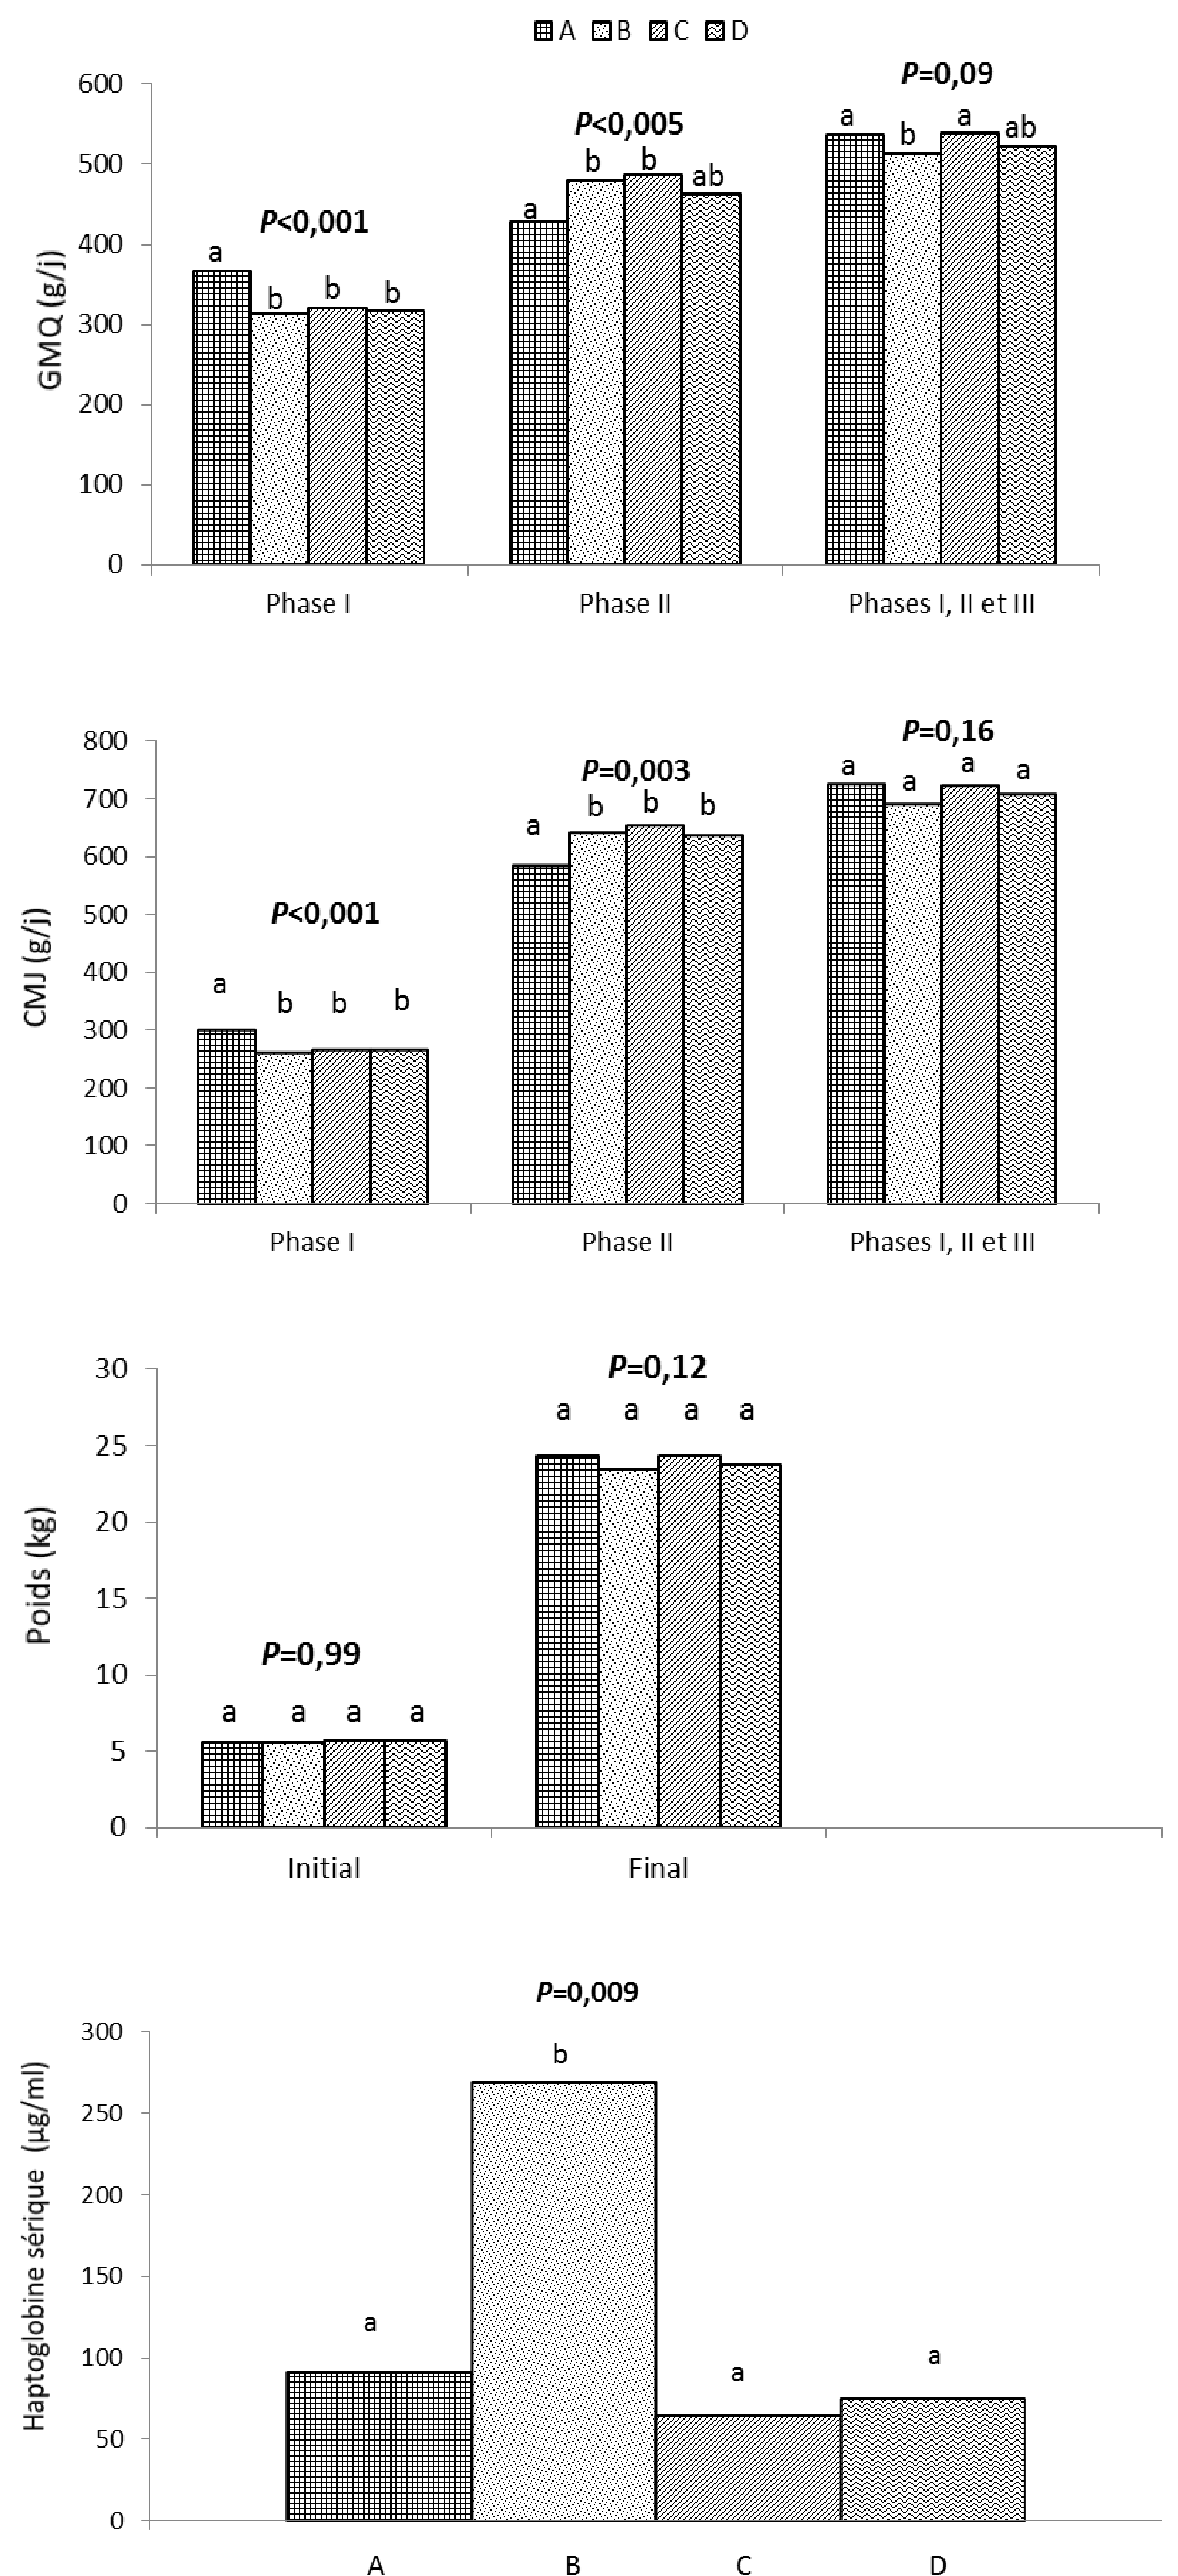 A B C D
P=0,09
600
a b a ab
P<0,005
500
b b ab
a
P<0,001
400
a
b b b
300
GMQ (g/j)
200
100
0
Phase I Phase II Phases I, II et III
P=0,16
800
a a a a
P=0,003
700
a b b b
600
P<0,001
500
CMJ (g/j)
400
a b b b
300
200
100
0
Phase I Phase II Phases I, II et III
P=0,12
30
a a a a
25
20
Poids (kg)
15
P=0,99
10
a a a a
5
0
Initial Final
P=0,009
300
b
250
200
Haptoglobine sérique (µg/ml)
150
a a a
100
50
0
A B C D